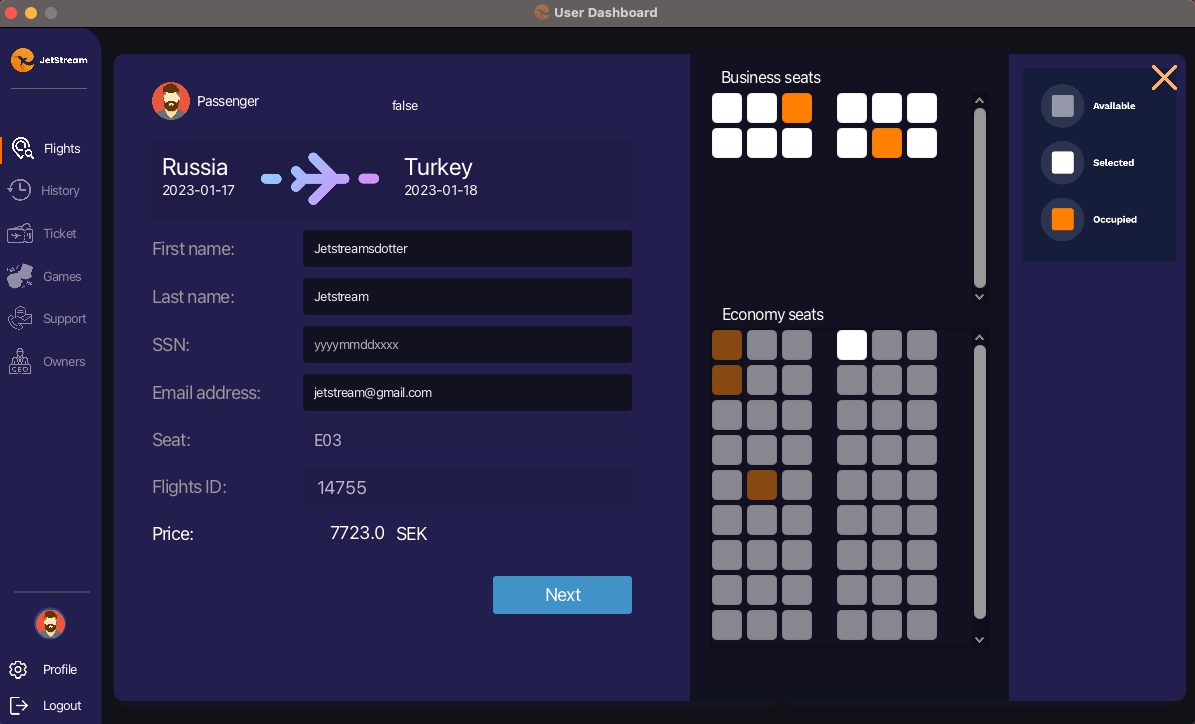 User Dashboard
JetStream
Flights
History
Ticket
Games
Support
CEO
Owners
Profile
Logout
Passenger
false
Russia
2023-01-17
Turkey
2023-01-18
First name:
Jetstreamsdotter
Last name:
Jetstream
SSN:
yyyymmddxxxx
Email address:
jetstream@gmail.com
Seat:
E03
Flights ID:
14755
Price:
7723.0 SEK
Next
Business seats
Economy seats
Available
Selected
Occupied